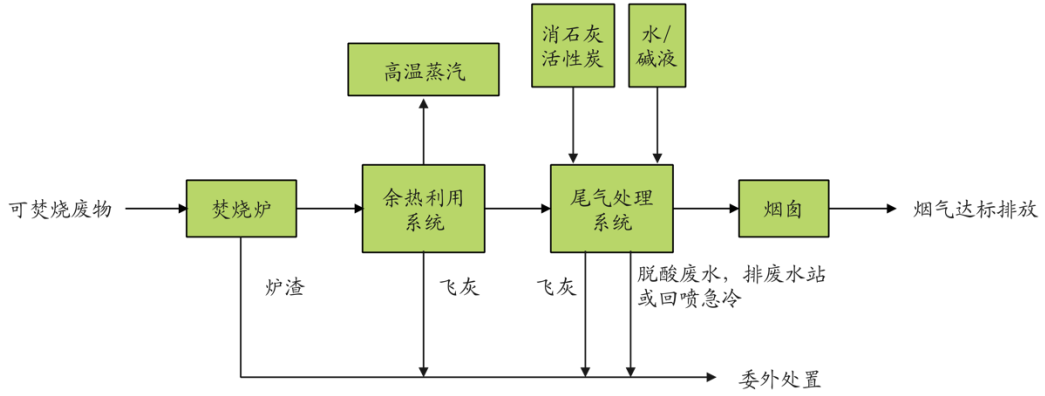 消石灰
活性炭
水/
碱液
高温蒸汽
可焚烧废物
焚烧炉
余热利用
系统
尾气处理
系统
烟囱
烟气达标排放
炉渣
飞灰
飞灰
脱酸废水，排废水站
或回喷急冷
委外处置